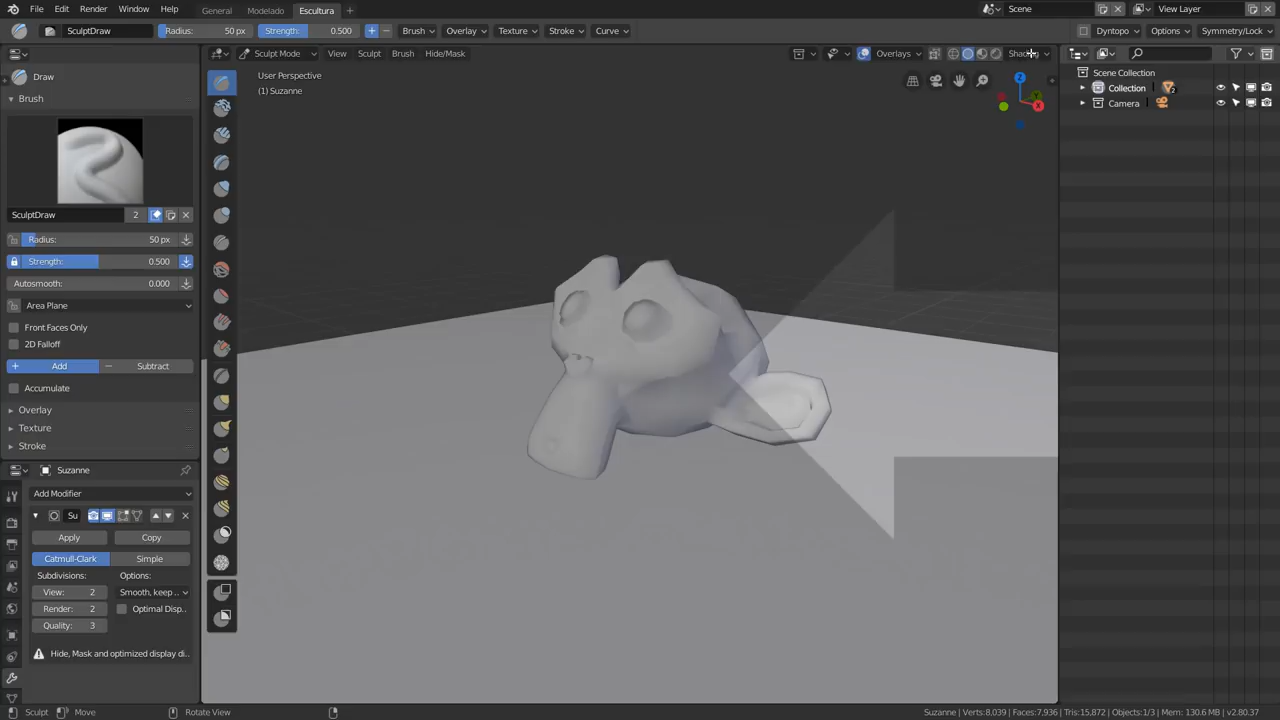 File Edit Render Window Help General Modelado Escultura + Scene View Layer
SculptDraw Radius: 50 px Strength: 0.500 + − Brush Overlay Texture Stroke Curve Dyntopo Options Symmetry/Lock
Sculpt Mode View Sculpt Brush Hide/Mask Overlays
Draw
User Perspective
(1) Suzanne
Z
Y
X
Scene Collection
Collection 2
Camera
Brush
SculptDraw 2
Radius: 50 px
Strength: 0.500
Autosmooth: 0.000
Area Plane
Front Faces Only
2D Falloff
+ Add − Subtract
Accumulate
Overlay
Texture
Stroke
Suzanne
Add Modifier
Su
Apply Copy
Catmull-Clark Simple
Subdivisions: Options:
View: 2 Smooth, keep ..
Render: 2 Optimal Disp..
Quality: 3
Hide, Mask and optimized display di..
Sculpt Move Rotate View Suzanne | Verts:8,039 | Faces:7,936 | Tris:15,872 | Objects:1/3 | Mem: 130.6 MB | v2.80.37